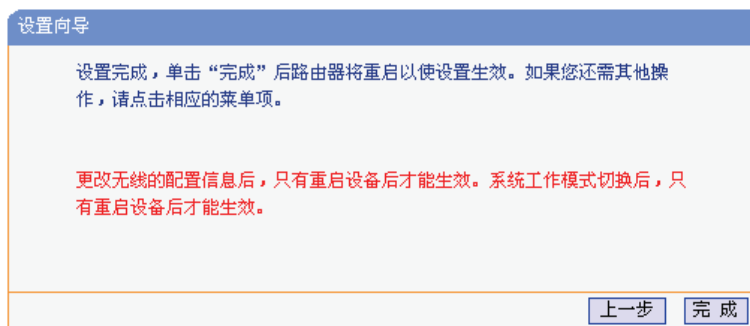 设置向导
设置完成，单击“完成”后路由器将重启以使设置生效。如果您还需其他操
作，请点击相应的菜单项。
更改无线的配置信息后，只有重启设备后才能生效。系统工作模式切换后，只
有重启设备后才能生效。
上一步 完 成